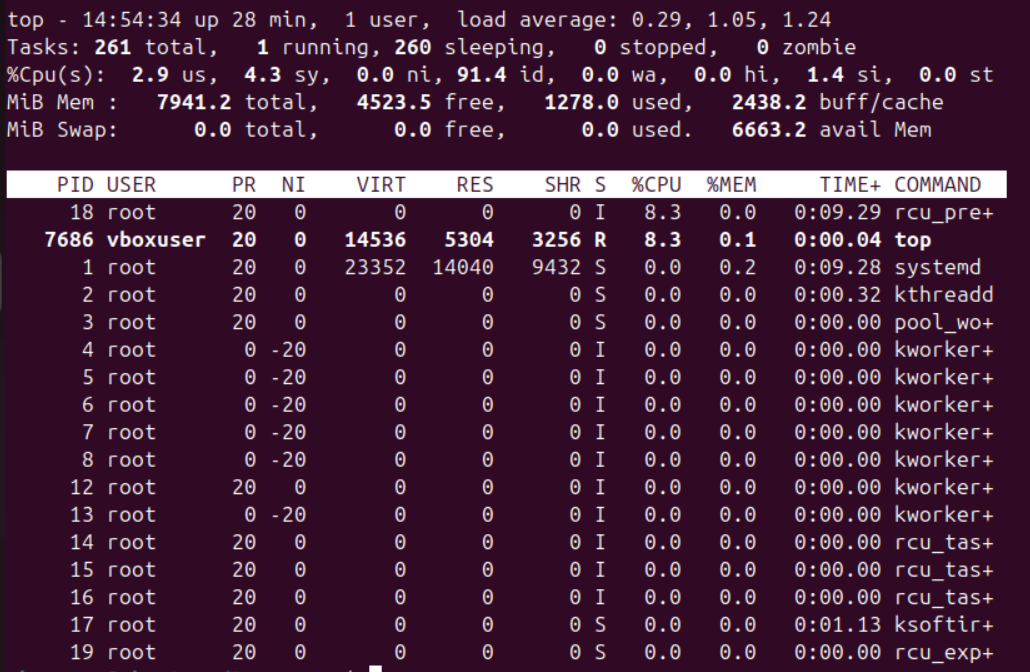 top - 14:54:34 up 28 min,  1 user,  load average: 0.29, 1.05, 1.24
Tasks: 261 total,   1 running, 260 sleeping,   0 stopped,   0 zombie
%Cpu(s):  2.9 us,  4.3 sy,  0.0 ni, 91.4 id,  0.0 wa,  0.0 hi,  1.4 si,  0.0 st
MiB Mem :   7941.2 total,   4523.5 free,   1278.0 used,   2438.2 buff/cache
MiB Swap:      0.0 total,      0.0 free,      0.0 used.   6663.2 avail Mem
PID USER      PR  NI    VIRT    RES    SHR S  %CPU  %MEM     TIME+ COMMAND
18 root      20   0       0      0      0 I   8.3   0.0   0:09.29 rcu_pre+
7686 vboxuser  20   0   14536   5304   3256 R   8.3   0.1   0:00.04 top
1 root      20   0   23352  14040   9432 S   0.0   0.2   0:09.28 systemd
2 root      20   0       0      0      0 S   0.0   0.0   0:00.32 kthreadd
3 root      20   0       0      0      0 S   0.0   0.0   0:00.00 pool_wo+
4 root       0 -20       0      0      0 I   0.0   0.0   0:00.00 kworker+
5 root       0 -20       0      0      0 I   0.0   0.0   0:00.00 kworker+
6 root       0 -20       0      0      0 I   0.0   0.0   0:00.00 kworker+
7 root       0 -20       0      0      0 I   0.0   0.0   0:00.00 kworker+
8 root       0 -20       0      0      0 I   0.0   0.0   0:00.00 kworker+
12 root      20   0       0      0      0 I   0.0   0.0   0:00.00 kworker+
13 root       0 -20       0      0      0 I   0.0   0.0   0:00.00 kworker+
14 root      20   0       0      0      0 I   0.0   0.0   0:00.00 rcu_tas+
15 root      20   0       0      0      0 I   0.0   0.0   0:00.00 rcu_tas+
16 root      20   0       0      0      0 I   0.0   0.0   0:00.00 rcu_tas+
17 root      20   0       0      0      0 S   0.0   0.0   0:01.13 ksoftir+
19 root      20   0       0      0      0 S   0.0   0.0   0:00.00 rcu_exp+